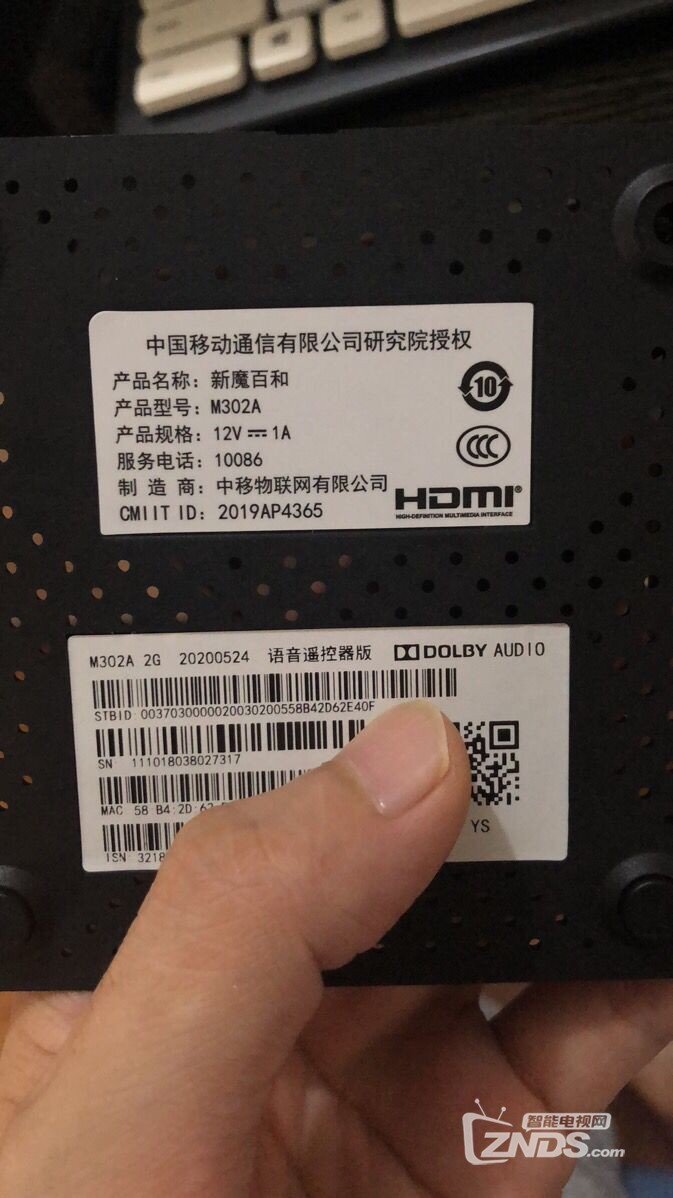 中国移动通信有限公司研究院授权
产品名称：新魔百和
产品型号：M302A
产品规格：12V⎓1A
服务电话：10086
制 造 商：中移物联网有限公司
CMIIT ID：2019AP4365
10
CCC
HDMI®
HIGH-DEFINITION MULTIMEDIA INTERFACE
M302A 2G 20200524 语音遥控器版 DOLBY AUDIO
STBID 0037030000020030200558B42D62E40F
SN 111018038027317
MAC 58:B4:2D:62
ISN 3218
YS
智能电视网
ZNDS.com